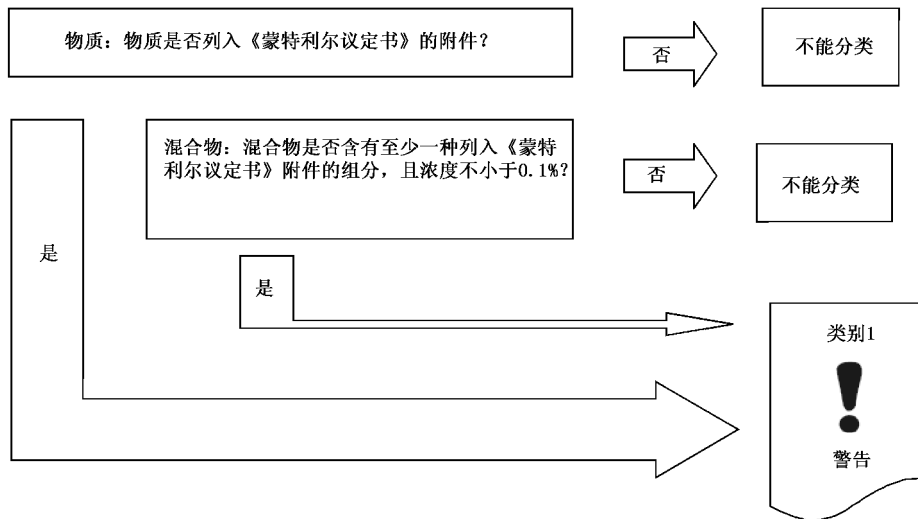 物质：物质是否列入《蒙特利尔议定书》的附件？
否
不能分类
混合物：混合物是否含有至少一种列入《蒙特
利尔议定书》附件的组分，且浓度不小于0.1%？
否
不能分类
是
是
类别1
警告